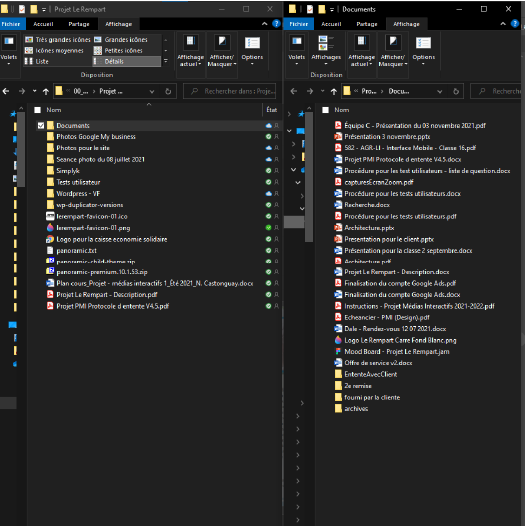 Projet Le Rempart
Fichier Accueil Partage Affichage
Volets
Très grandes icônes Grandes icônes
Icônes moyennes Petites icônes
Liste Détails
Disposition
Affichage actuel
Afficher/ Masquer
Options
00_... Projet ...
Rechercher dans : Proje...
Nom État
Documents
Photos Google My business
Photos pour le site
Seance photo du 08 juillet 2021
Simplyk
Tests utilisateur
Wordpress - VF
wp-duplicator-versions
lerempart-favicon-01.ico
lerempart-favicon-01.png
Logo pour la caisse economie solidaire
panoramic.txt
panoramic-child-theme.zip
panoramic-premium.10.1.53.zip
Plan cours_Projet - médias interactifs 1_Été 2021_N. Castonguay.docx
Projet Le Rempart - Description.pdf
Projet PMI Protocole d entente V4.5.pdf
Documents
Fichier Accueil Partage Affichage
Volets
Affichages
Disposition
Affichage actuel
Afficher/ Masquer
Options
Pro... Docu...
Rechercher
Nom
Équipe C - Présentation du 03 novembre 2021.pdf
Présentation 3 novembre.pptx
582 - AGR-LI - Interface Mobile - Classe 16.pdf
Projet PMI Protocole d entente V4.5.docx
Procédure pour les test utilisateur - liste de question.docx
capturesEcranZoom.pdf
Procédure pour les tests utilisateurs.docx
Recherche.docx
Procédure pour les tests utilisateurs.pdf
Architecture.pptx
Presentation pour le client.pptx
Présentation pour la classe 2 septembre.docx
Architecture.pdf
Projet Le Rempart - Description.docx
Finalisation du compte Google Ads.pdf
Finalisation du compte Google Ads.docx
Instructions - Projet Médias Interactifs 2021-2022.pdf
Echeancier - PMI (Design).pdf
Dale - Rendez-vous 12 07 2021.docx
Logo Le Rempart Carre Fond Blanc.png
Mood Board - Projet Le Rempart.jam
Offre de service v2.docx
EntenteAvecClient
2e remise
fourni par la cliente
archives